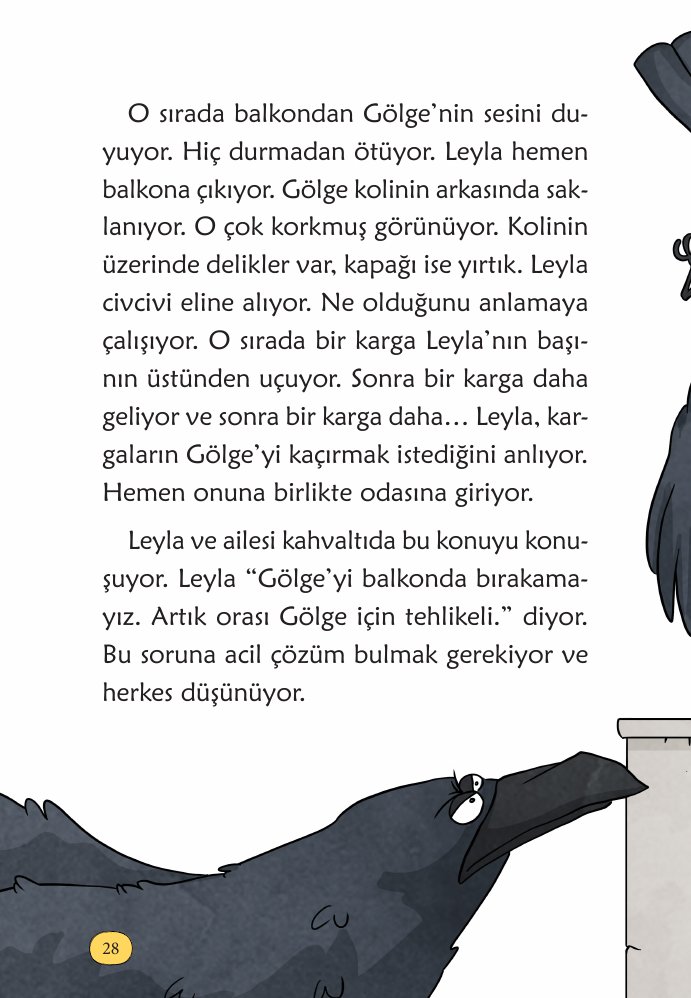 O sırada balkondan Gölge’nin sesini du-
yuyor. Hiç durmadan ötüyor. Leyla hemen
balkona çıkıyor. Gölge kolinin arkasında sak-
lanıyor. O çok korkmuş görünüyor. Kolinin
üzerinde delikler var, kapağı ise yırtık. Leyla
civcivi eline alıyor. Ne olduğunu anlamaya
çalışıyor. O sırada bir karga Leyla’nın başı-
nın üstünden uçuyor. Sonra bir karga daha
geliyor ve sonra bir karga daha… Leyla, kar-
gaların Gölge’yi kaçırmak istediğini anlıyor.
Hemen onuna birlikte odasına giriyor.
Leyla ve ailesi kahvaltıda bu konuyu konu-
şuyor. Leyla “Gölge’yi balkonda bırakama-
yız. Artık orası Gölge için tehlikeli.” diyor.
Bu soruna acil çözüm bulmak gerekiyor ve
herkes düşünüyor.
28